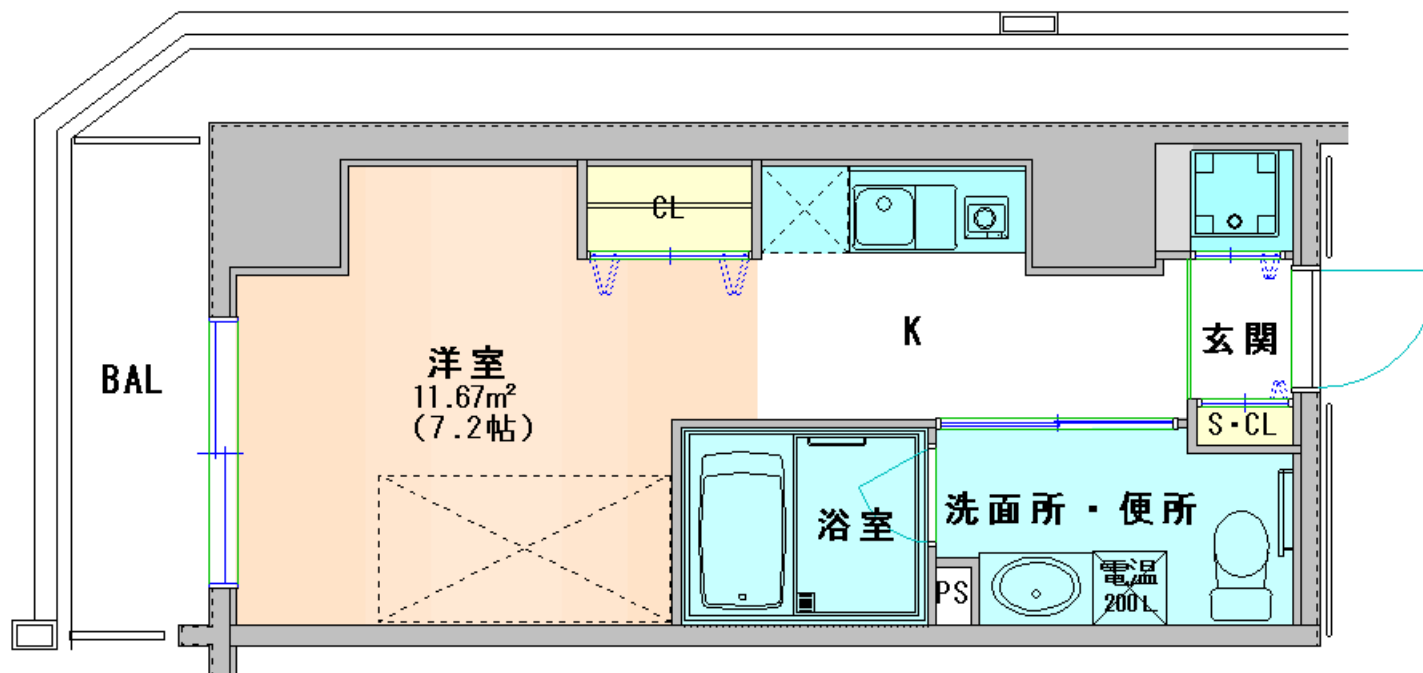 CL
K
玄関
洋室
11.67㎡
(7.2帖)
BAL
S・CL
浴室
洗面所・便所
PS
電温
200L